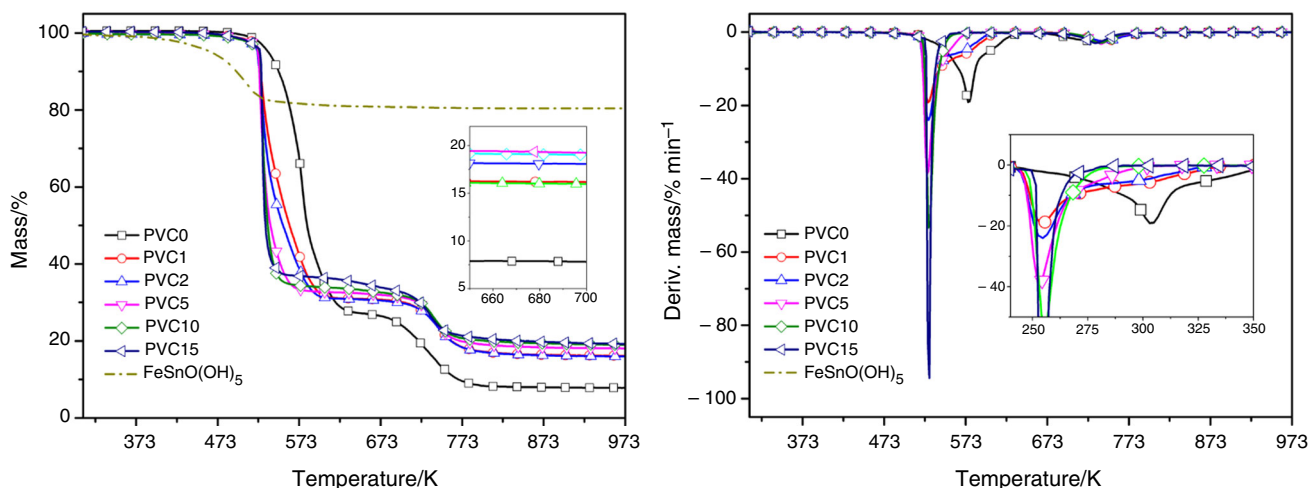 100
80
60
40
20
0
Mass/%
373 473 573 673 773 873 973
Temperature/K
PVC0
PVC1
PVC2
PVC5
PVC10
PVC15
FeSnO(OH)5
20
15
10
5
660 680 700
0
– 20
– 40
– 60
– 80
– 100
Deriv. mass/% min–1
373 473 573 673 773 873 973
Temperature/K
PVC0
PVC1
PVC2
PVC5
PVC10
PVC15
FeSnO(OH)5
0
– 20
– 40
250 275 300 325 350